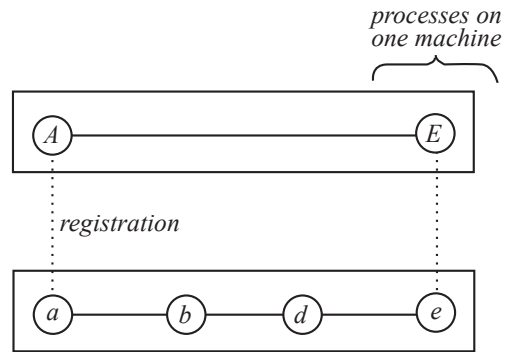 processes on
one machine
A E
registration
a b d e